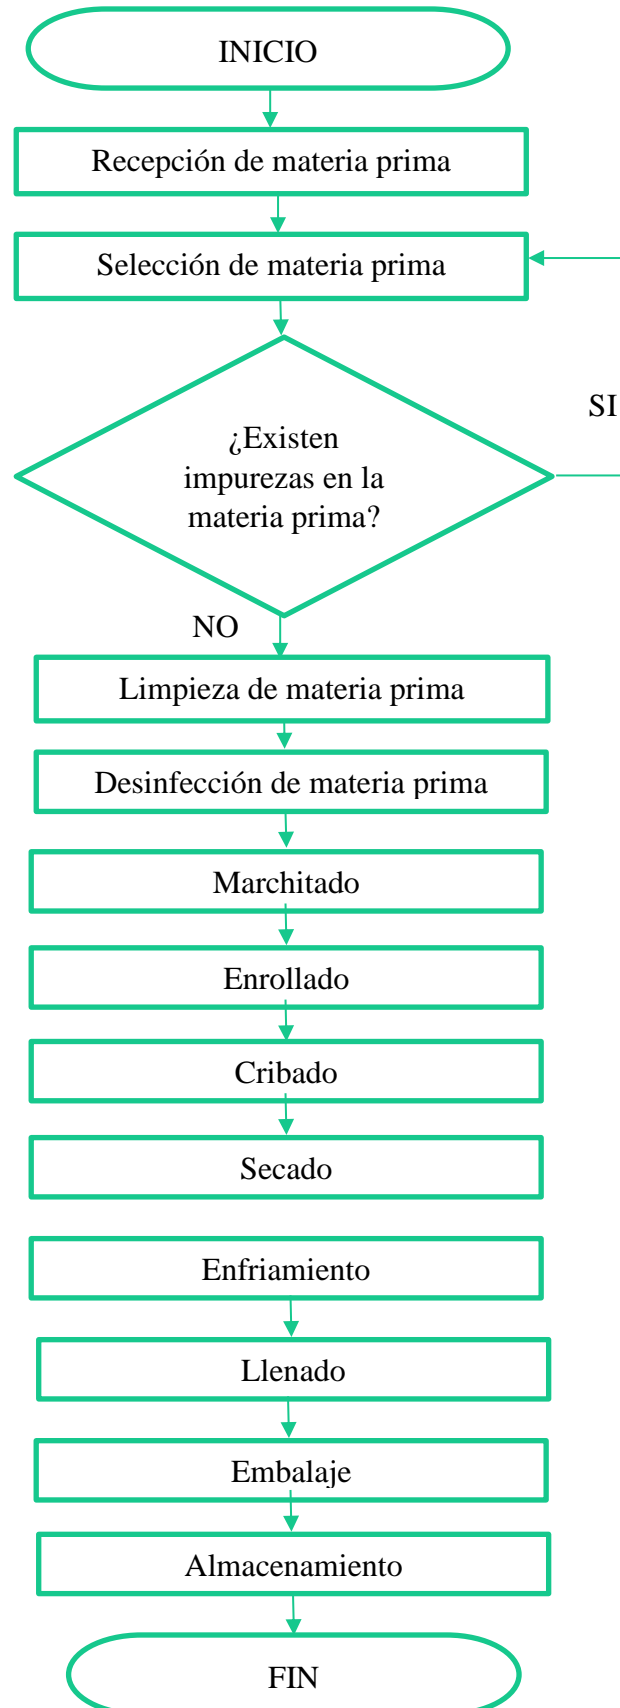 INICIO
Recepción de materia prima
Selección de materia prima
SI
¿Existen
impurezas en la
materia prima?
NO
Limpieza de materia prima
Desinfección de materia prima
Marchitado
Enrollado
Cribado
Secado
Enfriamiento
Llenado
Embalaje
Almacenamiento
FIN